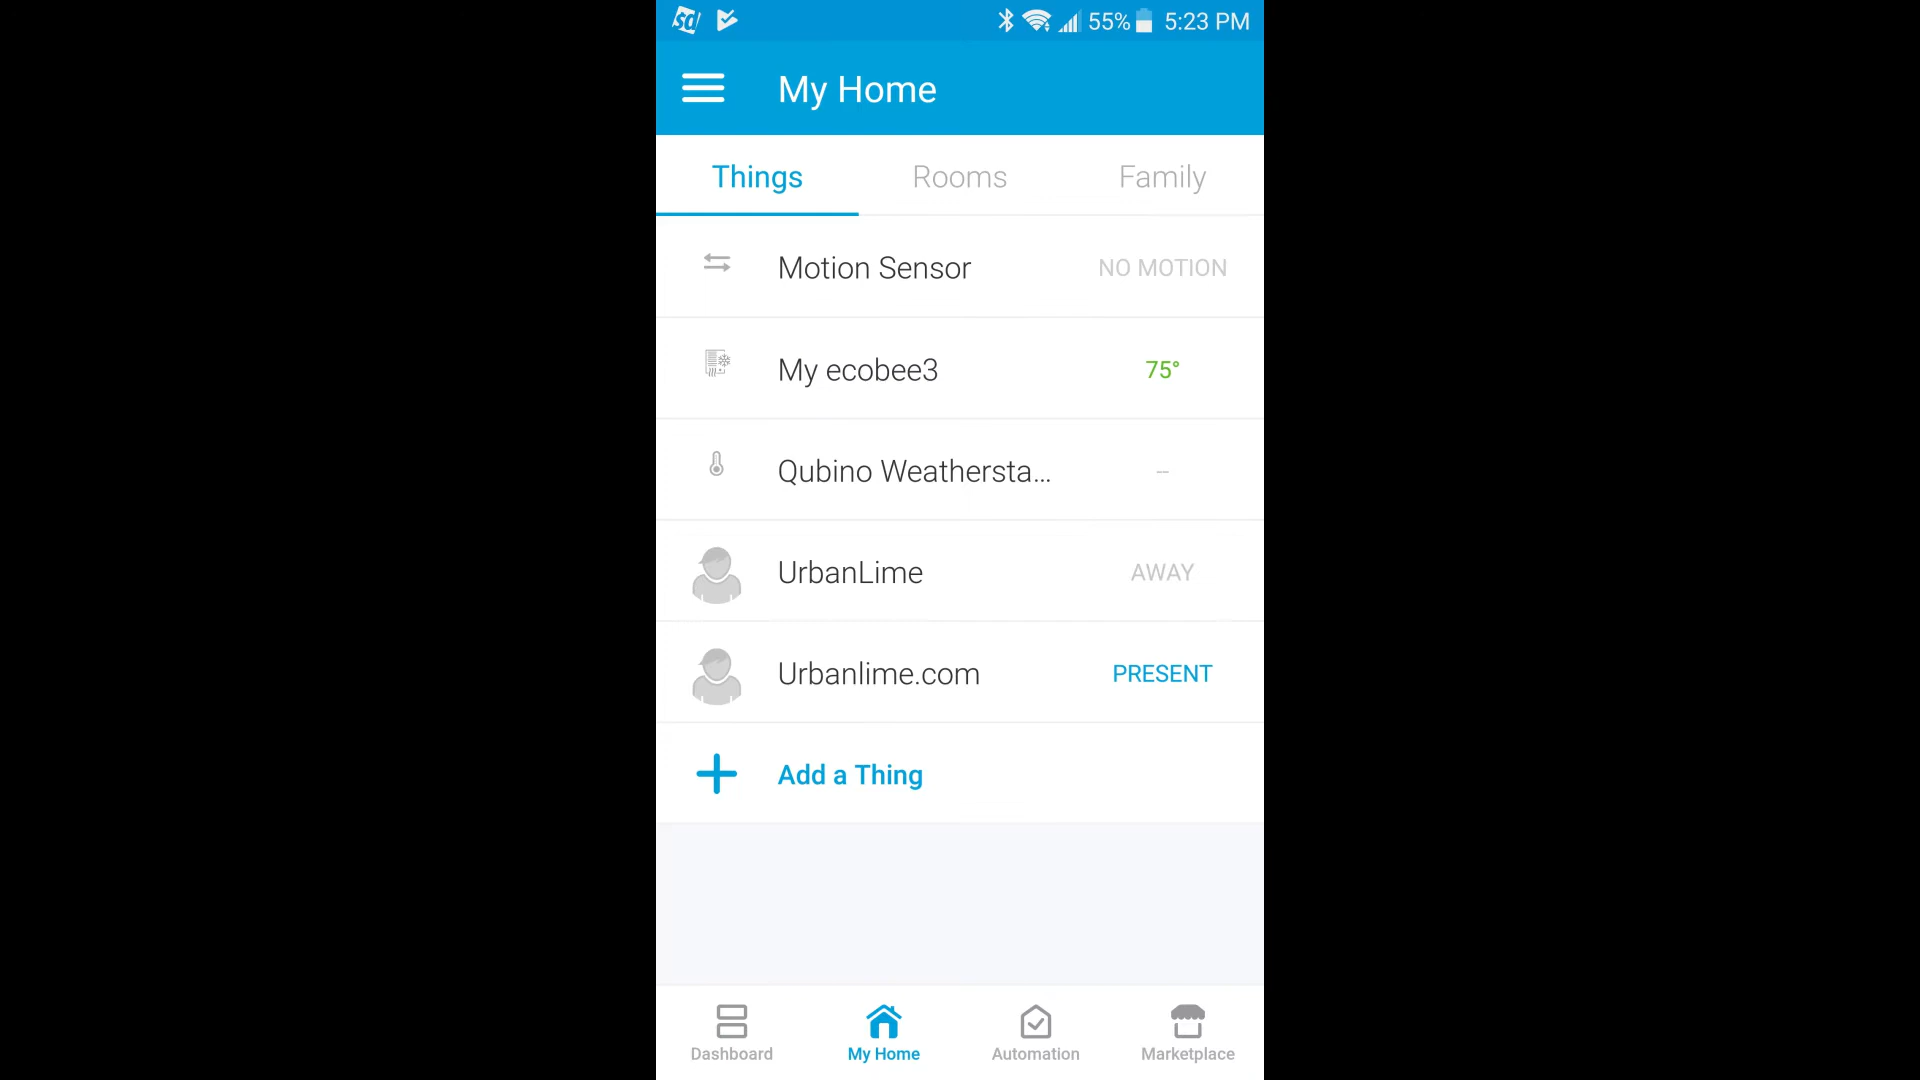 sd 55% 5:23 PM
My Home
Things Rooms Family
Motion Sensor NO MOTION
My ecobee3 75°
Qubino Weathersta... –
UrbanLime AWAY
Urbanlime.com PRESENT
Add a Thing
Dashboard My Home Automation Marketplace